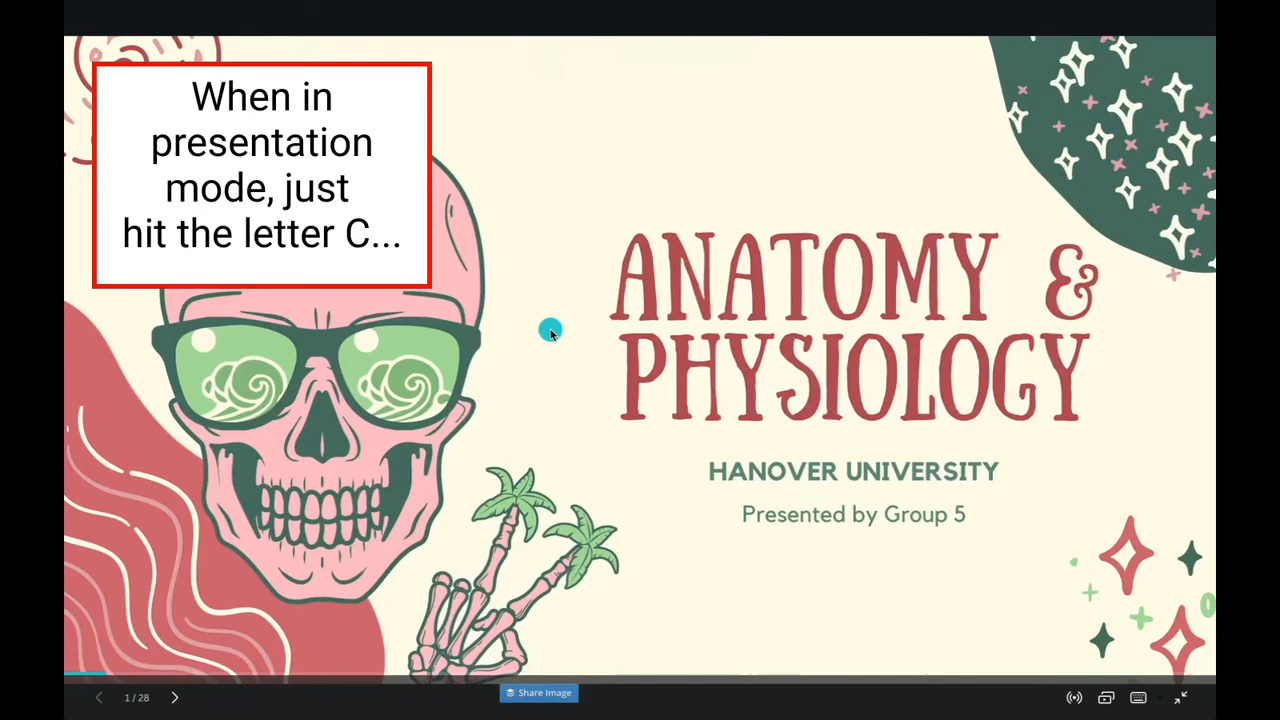 When in
presentation
mode, just
hit the letter C...
ANATOMY &
PHYSIOLOGY
HANOVER UNIVERSITY
Presented by Group 5
1 / 28
Share Image